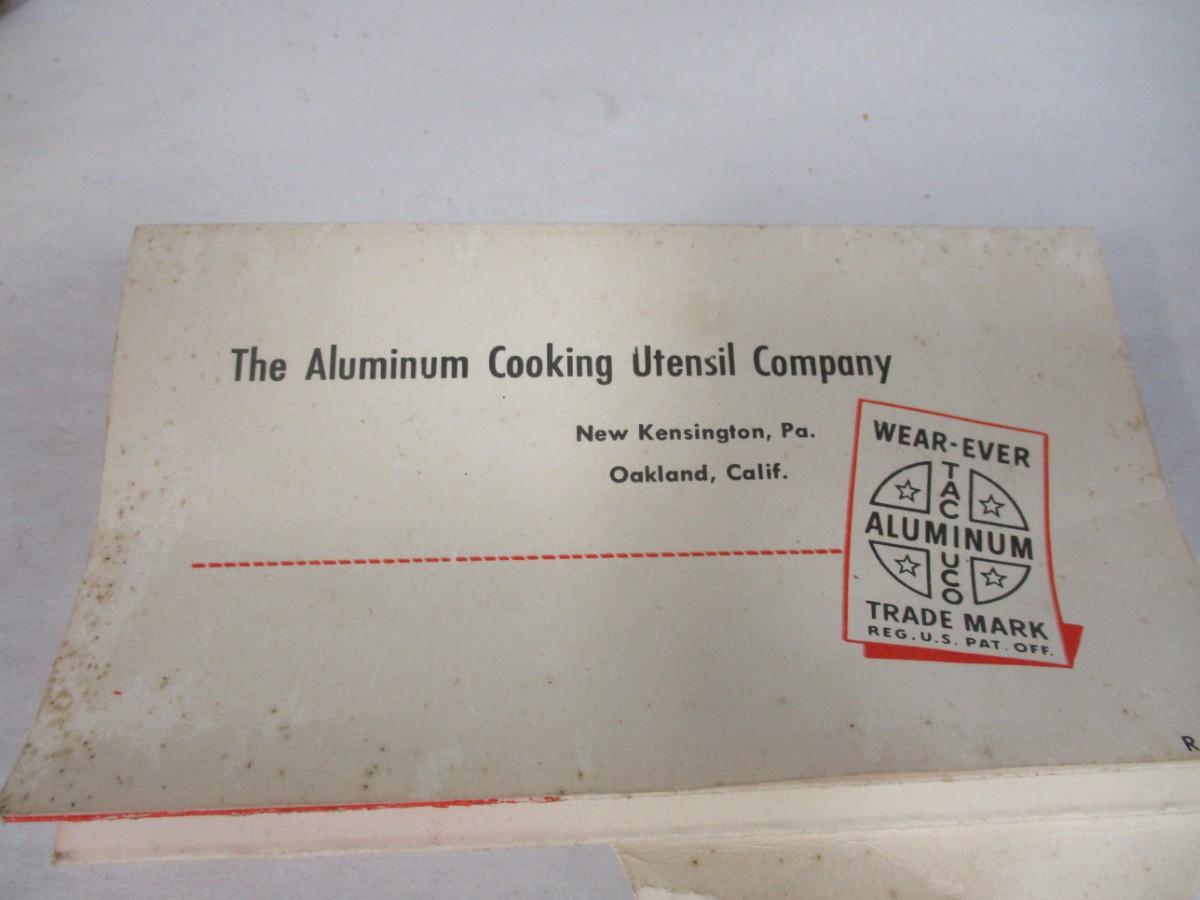 The Aluminum Cooking Utensil Company
New Kensington, Pa.
Oakland, Calif.
WEAR-EVER
TACUCO
ALUMINUM
TRADE MARK
REG. U.S. PAT. OFF.
R